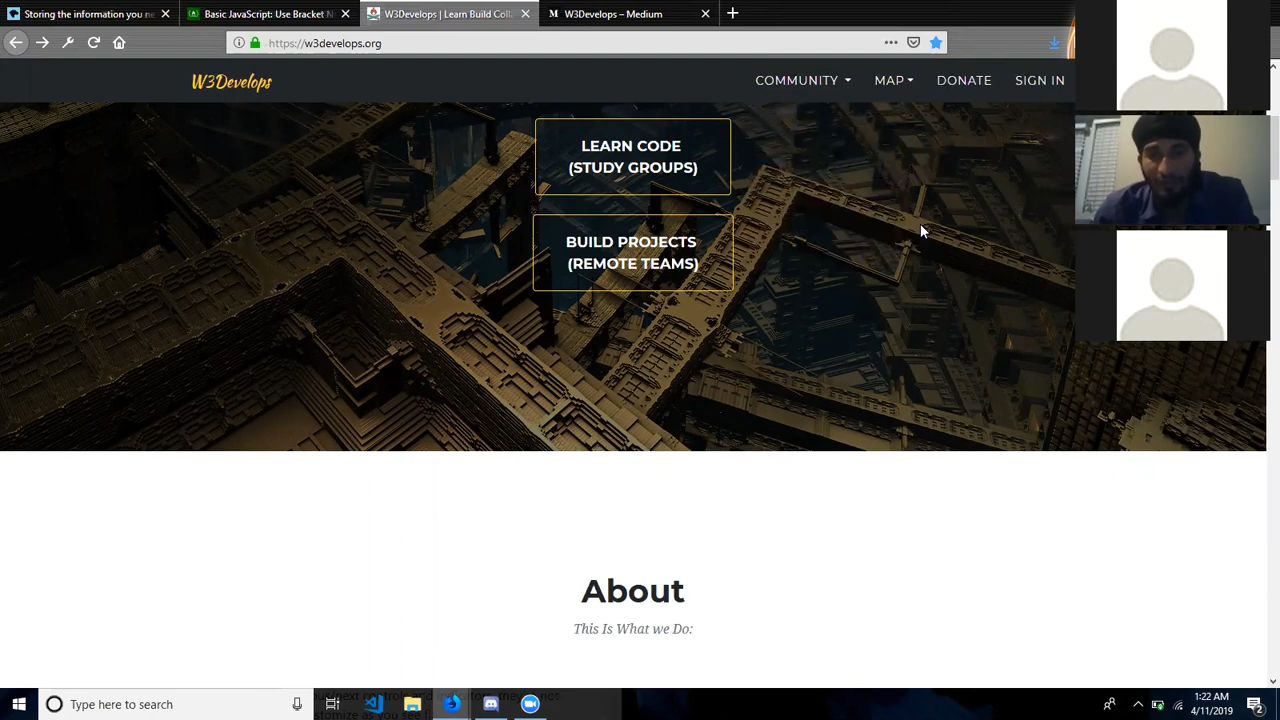 Storing the information you ne
Basic JavaScript: Use Bracket N
W3Develops | Learn Build Coll
M W3Develops – Medium
https://w3develops.org
W3Develops
COMMUNITY
MAP
DONATE
SIGN IN
LEARN CODE
(STUDY GROUPS)
BUILD PROJECTS
(REMOTE TEAMS)
About
This Is What we Do:
Type here to search
1:22 AM
4/11/2019
2